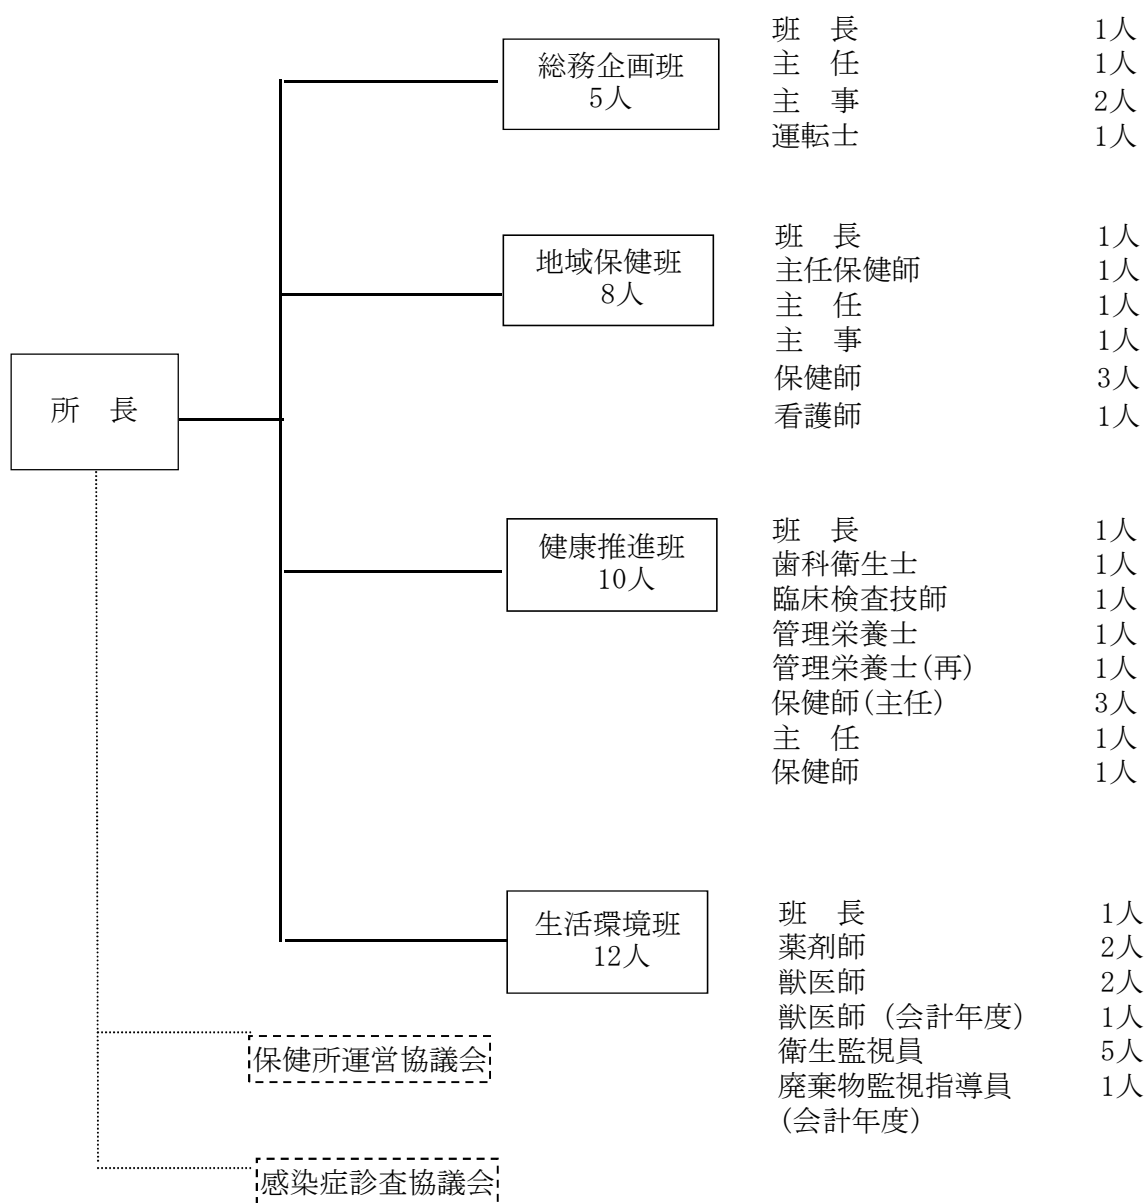 総務企画班
5人
班　長　1人
主　任　1人
主　事　2人
運転士　1人
地域保健班
8人
班　長　1人
主任保健師　1人
主　任　1人
主　事　1人
保健師　3人
看護師　1人
所　長
健康推進班
10人
班　長　1人
歯科衛生士　1人
臨床検査技師　1人
管理栄養士　1人
管理栄養士(再)　1人
保健師(主任)　3人
主　任　1人
保健師　1人
生活環境班
12人
班　長　1人
薬剤師　2人
獣医師　2人
獣医師（会計年度）　1人
衛生監視員　5人
廃棄物監視指導員　1人
(会計年度)
保健所運営協議会
感染症診査協議会